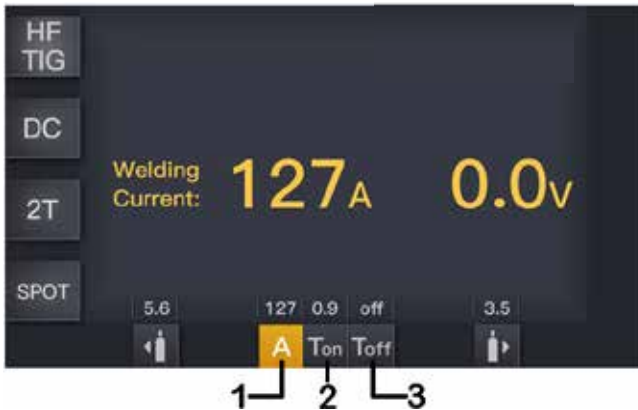 HF
TIG
DC
Welding
Current:
127A
0.0V
2T
SPOT
5.6
127
0.9
off
3.5
A
Ton
Toff
1
2
3